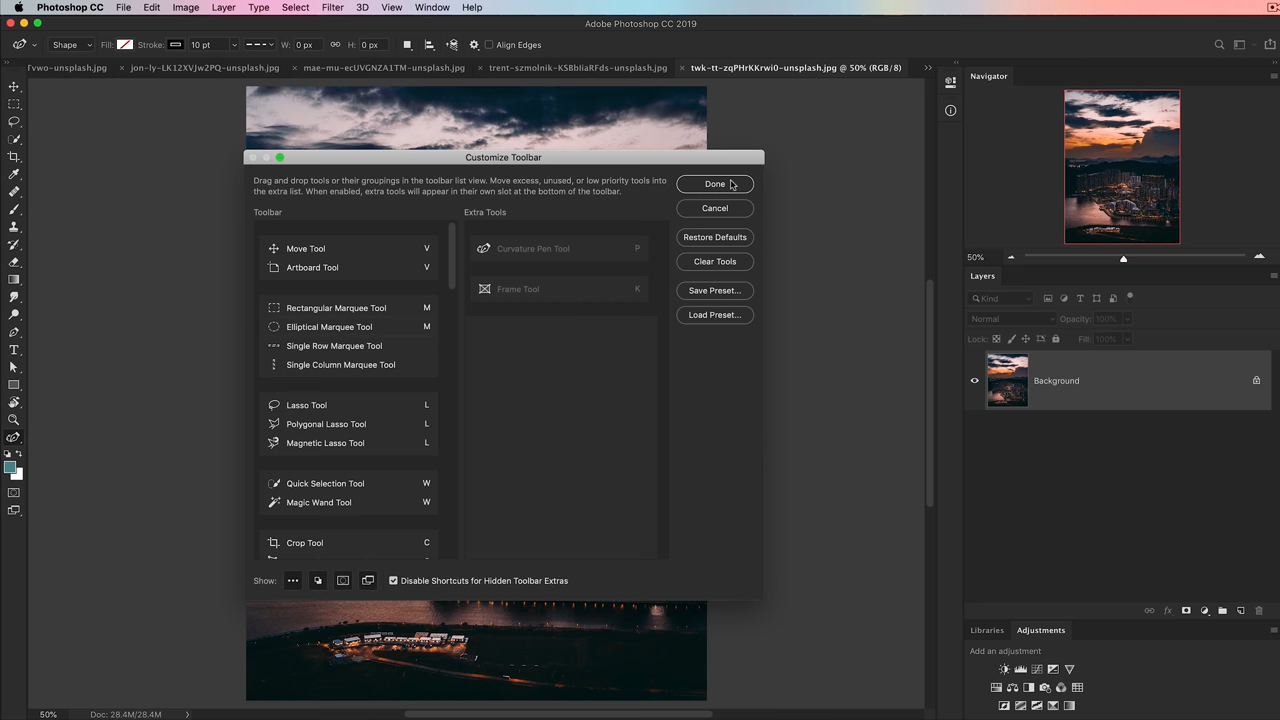 Photoshop CC File Edit Image Layer Type Select Filter 3D View Window Help
Adobe Photoshop CC 2019
Shape Fill: Stroke: 10 pt W: 0 px H: 0 px Align Edges
Tvwo-unsplash.jpg × jon-ly-LK12XVJw2PQ-unsplash.jpg × mae-mu-ecUVGNZA1TM-unsplash.jpg × trent-szmolnik-KSBbIiaRFds-unsplash.jpg × twk-tt-zqPHrKKrwi0-unsplash.jpg @ 50% (RGB/8) »
Navigator
50%
Customize Toolbar
Drag and drop tools or their groupings in the toolbar list view. Move excess, unused, or low priority tools into
the extra list. When enabled, extra tools will appear in their own slot at the bottom of the toolbar.
Toolbar
Move Tool V
Artboard Tool V
Rectangular Marquee Tool M
Elliptical Marquee Tool M
Single Row Marquee Tool
Single Column Marquee Tool
Lasso Tool L
Polygonal Lasso Tool L
Magnetic Lasso Tool L
Quick Selection Tool W
Magic Wand Tool W
Crop Tool C
Extra Tools
Curvature Pen Tool P
Frame Tool K
Done
Cancel
Restore Defaults
Clear Tools
Save Preset...
Load Preset...
Show: Disable Shortcuts for Hidden Toolbar Extras
Layers
Kind
Normal Opacity: 100%
Lock: Fill: 100%
Background
fx
Libraries Adjustments
Add an adjustment
50% Doc: 28.4M/28.4M